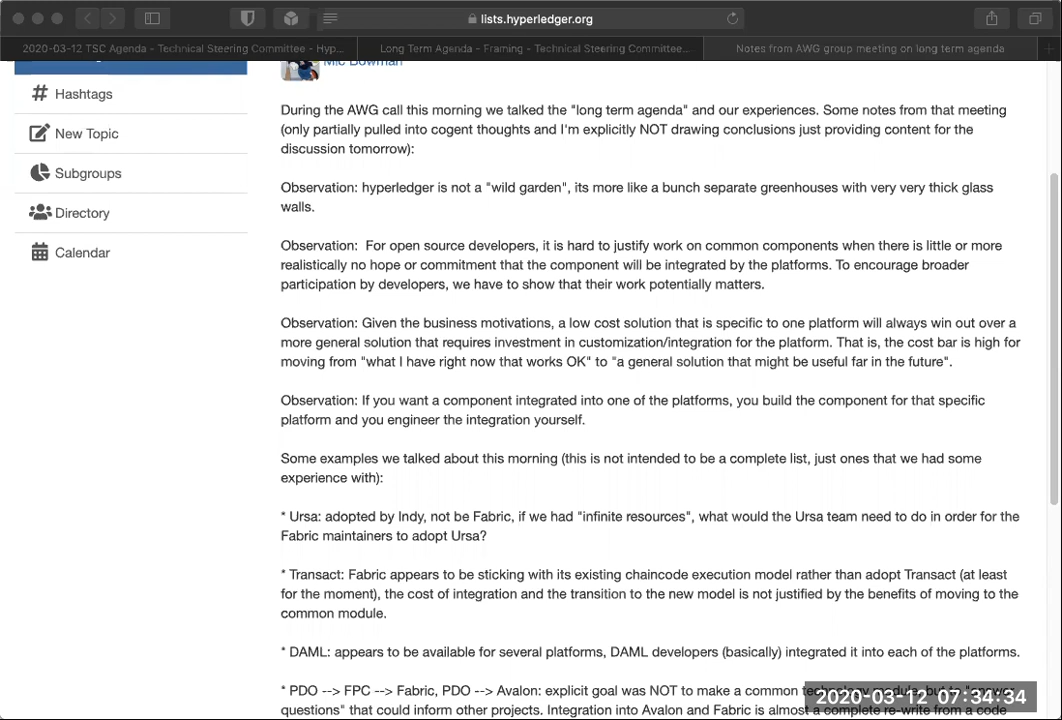 lists.hyperledger.org
2020-03-12 TSC Agenda - Technical Steering Committee - Hyp...
Long Term Agenda - Framing - Technical Steering Committee...
Notes from AWG group meeting on long term agenda
Hashtags
New Topic
Subgroups
Directory
Calendar
Mic Bowman
During the AWG call this morning we talked the "long term agenda" and our experiences. Some notes from that meeting
(only partially pulled into cogent thoughts and I'm explicitly NOT drawing conclusions just providing content for the
discussion tomorrow):
Observation: hyperledger is not a "wild garden", its more like a bunch separate greenhouses with very very thick glass
walls.
Observation:  For open source developers, it is hard to justify work on common components when there is little or more
realistically no hope or commitment that the component will be integrated by the platforms. To encourage broader
participation by developers, we have to show that their work potentially matters.
Observation: Given the business motivations, a low cost solution that is specific to one platform will always win out over a
more general solution that requires investment in customization/integration for the platform. That is, the cost bar is high for
moving from "what I have right now that works OK" to "a general solution that might be useful far in the future".
Observation: If you want a component integrated into one of the platforms, you build the component for that specific
platform and you engineer the integration yourself.
Some examples we talked about this morning (this is not intended to be a complete list, just ones that we had some
experience with):
* Ursa: adopted by Indy, not be Fabric, if we had "infinite resources", what would the Ursa team need to do in order for the
Fabric maintainers to adopt Ursa?
* Transact: Fabric appears to be sticking with its existing chaincode execution model rather than adopt Transact (at least
for the moment), the cost of integration and the transition to the new model is not justified by the benefits of moving to the
common module.
* DAML: appears to be available for several platforms, DAML developers (basically) integrated it into each of the platforms.
* PDO --> FPC --> Fabric, PDO --> Avalon: explicit goal was NOT to make a common technology module, but to "answer
questions" that could inform other projects. Integration into Avalon and Fabric is almost a complete re-write from a code
2020-03-12 07:34:34